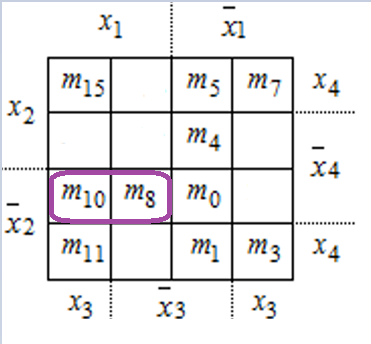 x₁ x̄₁
x₂ m₁₅ m₅ m₇ x₄
m₄ x̄₄
x̄₂ m₁₀ m₈ m₀
m₁₁ m₁ m₃ x₄
x₃ x̄₃ x₃